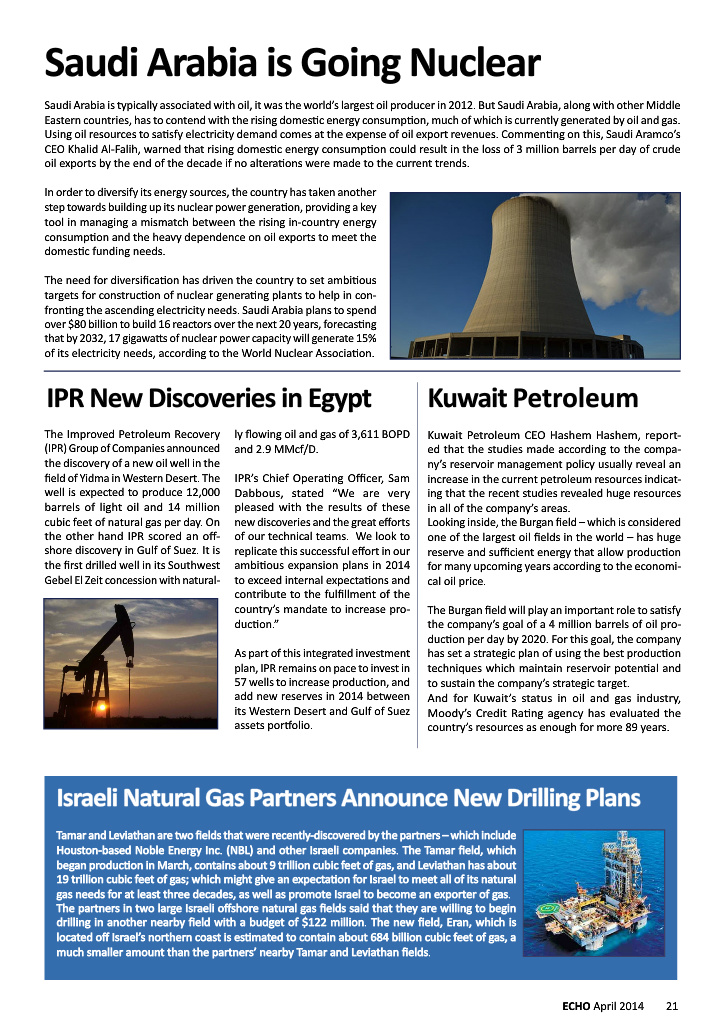 Saudi Arabia is Going Nuclear
Saudi Arabia is typically associated with oil, it was the world's largest oil producer in 2012. But Saudi Arabia, along with other Middle
Eastern countries, has to contend with the rising domestic energy consumption, much of which is currently generated by oil and gas.
Using oil resources to satisfy electricity demand comes at the expense of oil export revenues. Commenting on this, Saudi Aramco's
CEO Khalid Al-Falih, warned that rising domestic energy consumption could result in the loss of 3 million barrels per day of crude
oil exports by the end of the decade if no alterations were made to the current trends.
In order to diversify its energy sources, the country has taken another
step towards building up its nuclear power generation, providing a key
tool in managing a mismatch between the rising in-country energy
consumption and the heavy dependence on oil exports to meet the
domestic funding needs.
The need for diversification has driven the country to set ambitious
targets for construction of nuclear generating plants to help in con-
fronting the ascending electricity needs. Saudi Arabia plans to spend
over $80 billion to build 16 reactors over the next 20 years, forecasting
that by 2032, 17 gigawatts of nuclear power capacity will generate 15%
of its electricity needs, according to the World Nuclear Association.
IPR New Discoveries in Egypt
The Improved Petroleum Recovery
(IPR) Group of Companies announced
the discovery of a new oil well in the
field of Yidma in Western Desert. The
well is expected to produce 12,000
barrels of light oil and 14 million
cubic feet of natural gas per day. On
the other hand IPR scored an off-
shore discovery in Gulf of Suez. It is
the first drilled well in its Southwest
Gebel El Zeit concession with natural-
ly flowing oil and gas of 3,611 BOPD
and 2.9 MMcf/D.
IPR's Chief Operating Officer, Sam
Dabbous, stated "We are very
pleased with the results of these
new discoveries and the great efforts
of our technical teams. We look to
replicate this successful effort in our
ambitious expansion plans in 2014
to exceed internal expectations and
contribute to the fulfillment of the
country's mandate to increase pro-
duction."
As part of this integrated investment
plan, IPR remains on pace to invest in
57 wells to increase production, and
add new reserves in 2014 between
its Western Desert and Gulf of Suez
assets portfolio.
Kuwait Petroleum
Kuwait Petroleum CEO Hashem Hashem, report-
ed that the studies made according to the compa-
ny's reservoir management policy usually reveal an
increase in the current petroleum resources indicat-
ing that the recent studies revealed huge resources
in all of the company's areas.
Looking inside, the Burgan field – which is considered
one of the largest oil fields in the world – has huge
reserve and sufficient energy that allow production
for many upcoming years according to the economi-
cal oil price.
The Burgan field will play an important role to satisfy
the company's goal of a 4 million barrels of oil pro-
duction per day by 2020. For this goal, the company
has set a strategic plan of using the best production
techniques which maintain reservoir potential and
to sustain the company's strategic target.
And for Kuwait's status in oil and gas industry,
Moody's Credit Rating agency has evaluated the
country's resources as enough for more 89 years.
Israeli Natural Gas Partners Announce New Drilling Plans
Tamar and Leviathan are two fields that were recently-discovered by the partners – which include
Houston-based Noble Energy Inc. (NBL) and other Israeli companies. The Tamar field, which
began production in March, contains about 9 trillion cubic feet of gas, and Leviathan has about
19 trillion cubic feet of gas; which might give an expectation for Israel to meet all of its natural
gas needs for at least three decades, as well as promote Israel to become an exporter of gas.
The partners in two large Israeli offshore natural gas fields said that they are willing to begin
drilling in another nearby field with a budget of $122 million. The new field, Eran, which is
located off Israel's northern coast is estimated to contain about 684 billion cubic feet of gas, a
much smaller amount than the partners' nearby Tamar and Leviathan fields.
ECHO April 2014 21